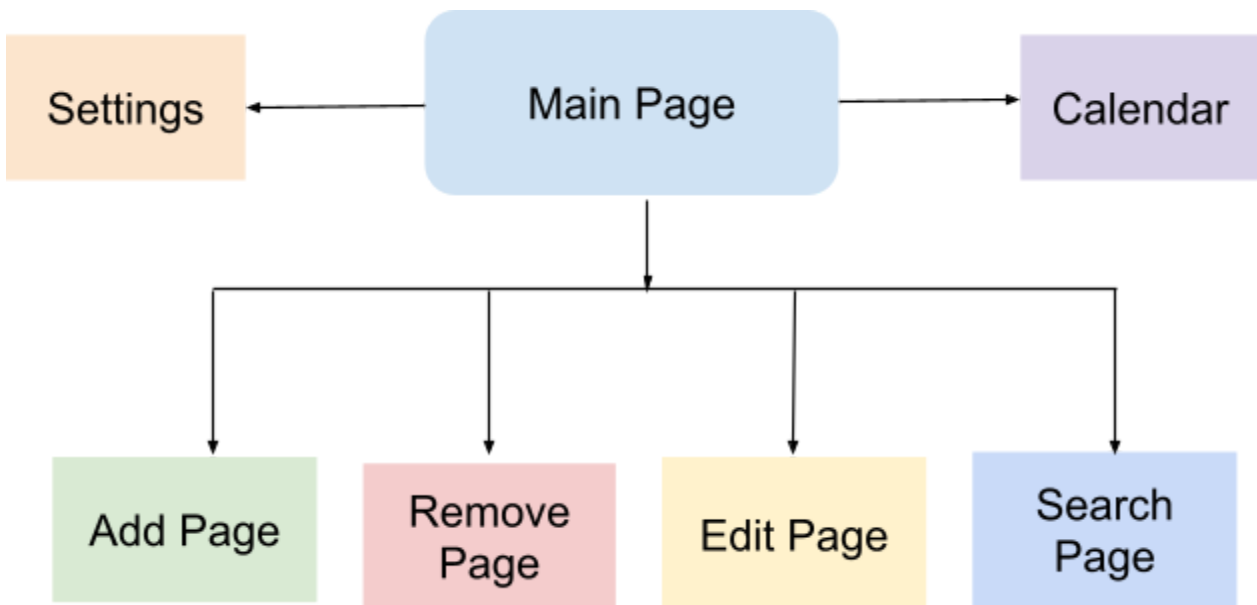 Settings
Main Page
Calendar
Add Page
Remove
Page
Edit Page
Search
Page